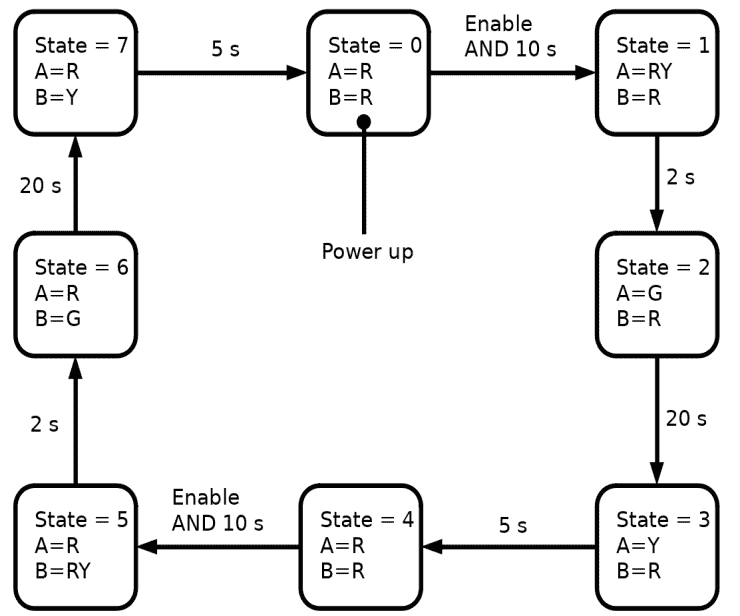 State = 7
A=R
B=Y
5 s
State = 0
A=R
B=R
Enable
AND 10 s
State = 1
A=RY
B=R
20 s
2 s
Power up
State = 6
A=R
B=G
State = 2
A=G
B=R
2 s
20 s
State = 5
A=R
B=RY
Enable
AND 10 s
State = 4
A=R
B=R
5 s
State = 3
A=Y
B=R